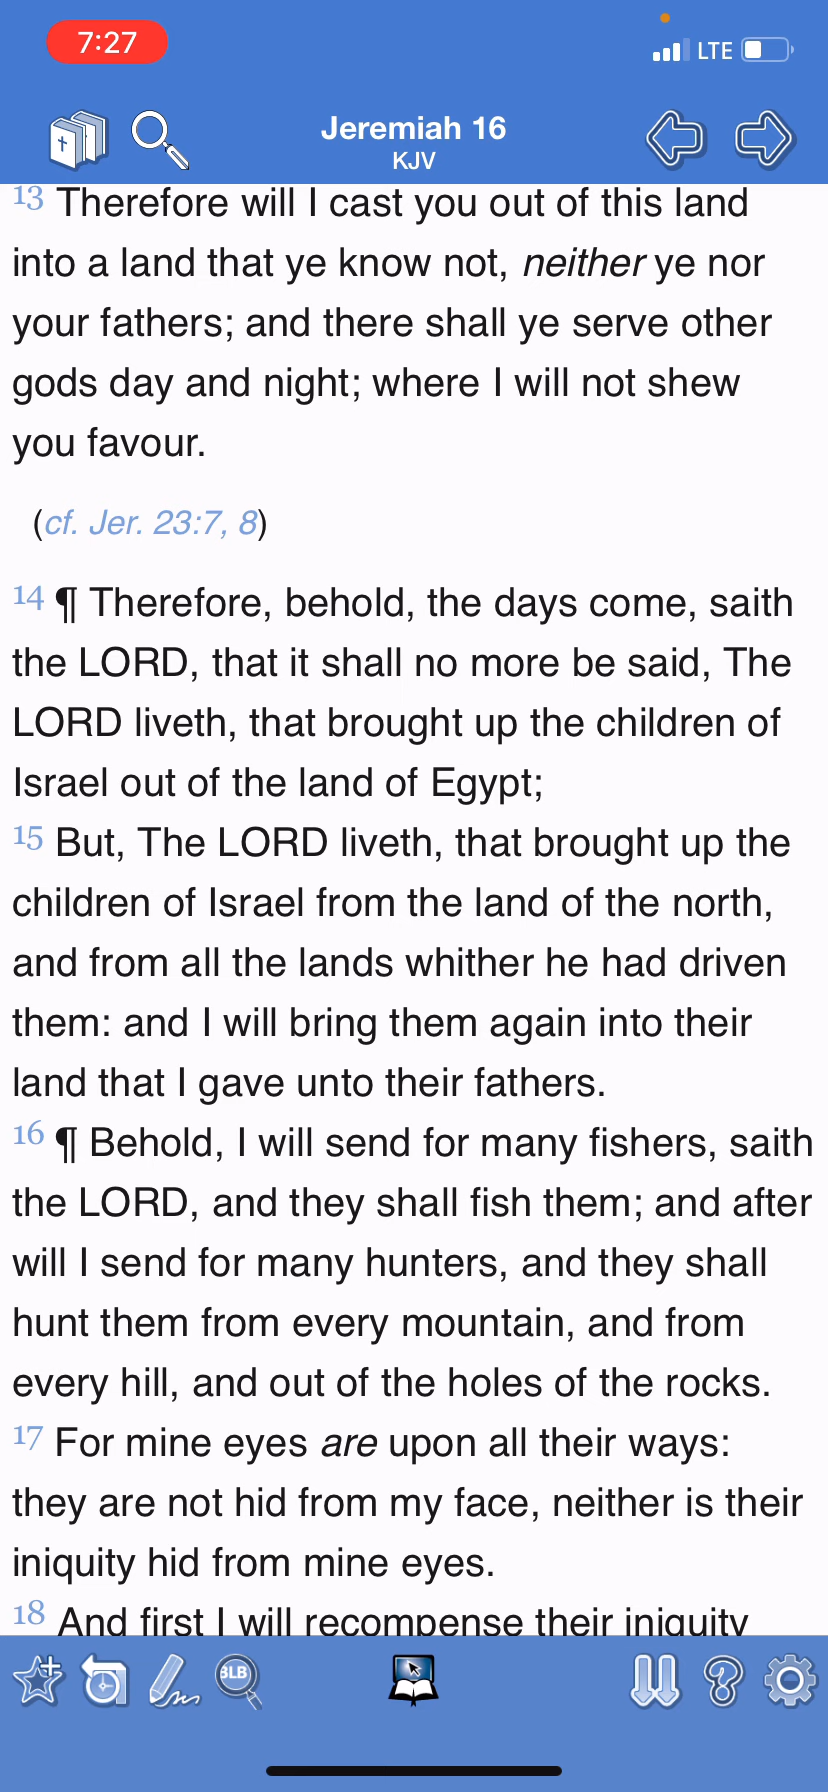 7:27
LTE
Jeremiah 16
KJV
13 Therefore will I cast you out of this land
into a land that ye know not, neither ye nor
your fathers; and there shall ye serve other
gods day and night; where I will not shew
you favour.
(cf. Jer. 23:7, 8)
14 ¶ Therefore, behold, the days come, saith
the LORD, that it shall no more be said, The
LORD liveth, that brought up the children of
Israel out of the land of Egypt;
15 But, The LORD liveth, that brought up the
children of Israel from the land of the north,
and from all the lands whither he had driven
them: and I will bring them again into their
land that I gave unto their fathers.
16 ¶ Behold, I will send for many fishers, saith
the LORD, and they shall fish them; and after
will I send for many hunters, and they shall
hunt them from every mountain, and from
every hill, and out of the holes of the rocks.
17 For mine eyes are upon all their ways:
they are not hid from my face, neither is their
iniquity hid from mine eyes.
18 And first I will recompense their iniquity
BLB